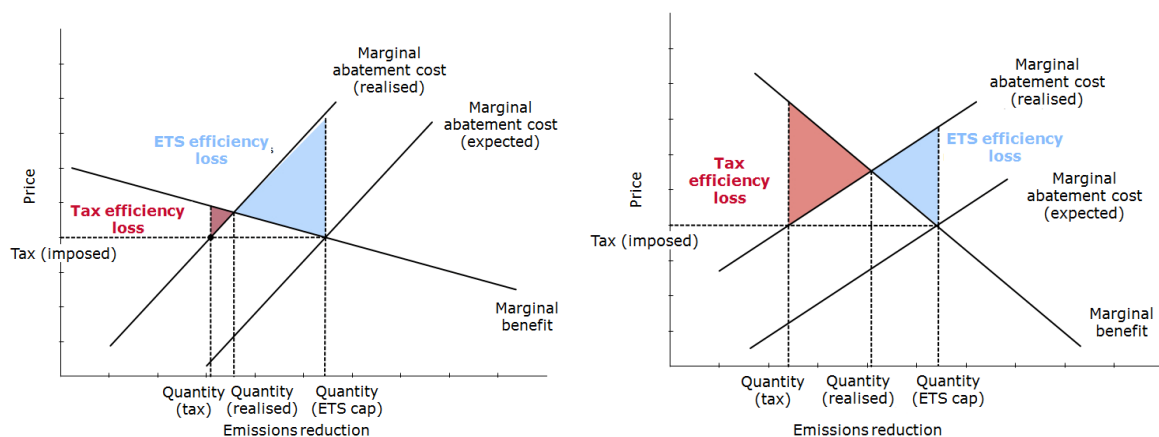 Marginal
abatement cost
(realised)
Marginal
abatement cost
(expected)
ETS efficiency
loss
s
Tax efficiency
loss
Price
Tax (imposed)
Marginal
benefit
Quantity
(tax)
Quantity
(realised)
Quantity
(ETS cap)
Emissions reduction
Marginal
abatement cost
(realised)
ETS efficiency
loss
Tax
efficiency
loss
Marginal
abatement cost
(expected)
Price
Tax (imposed)
Marginal
benefit
Quantity
(tax)
Quantity
(realised)
Quantity
(ETS cap)
Emissions reduction